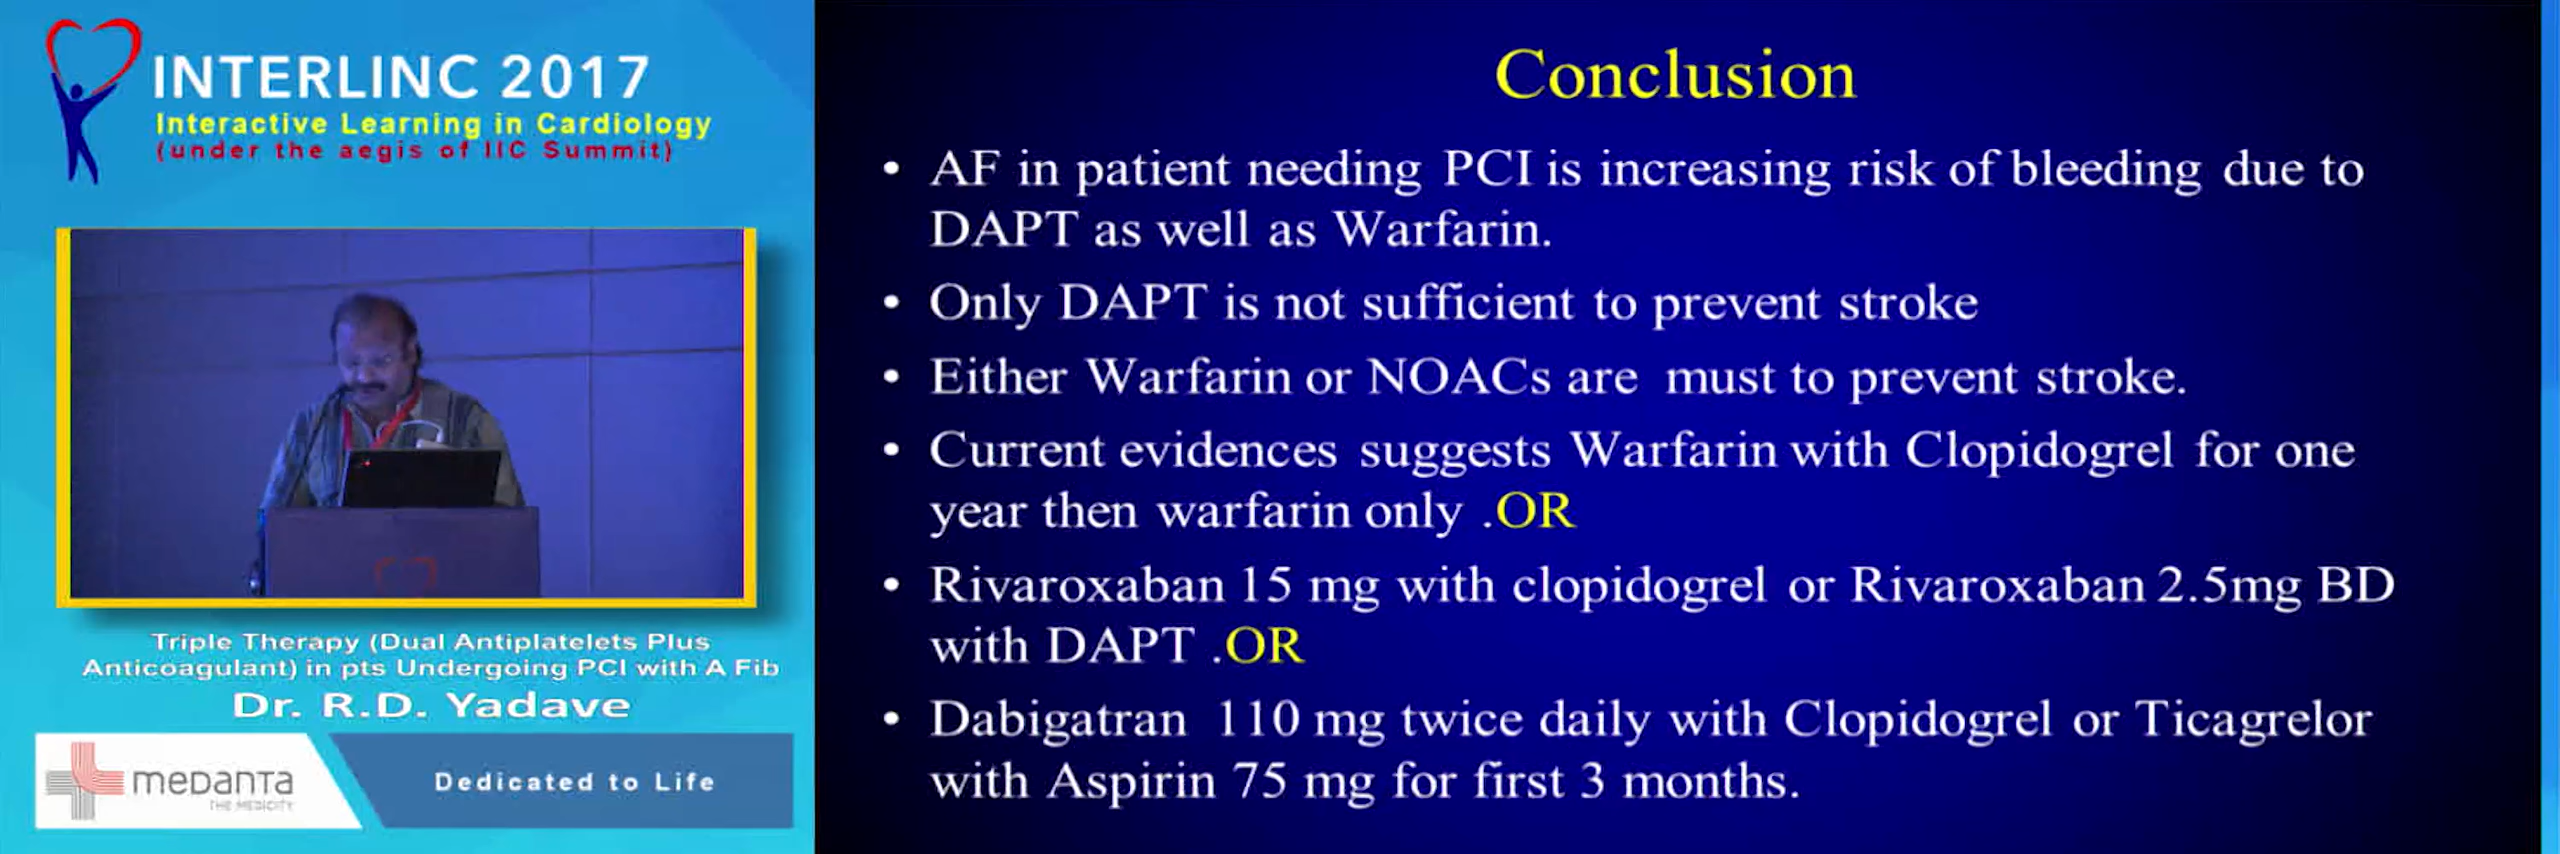 INTERLINC 2017
Interactive Learning in Cardiology
(under the aegis of IIC Summit)
Triple Therapy (Dual Antiplatelets Plus
Anticoagulant) in pts Undergoing PCI with A Fib
Dr. R.D. Yadave
medanta
THE MEDICITY
Dedicated to Life
Conclusion
• AF in patient needing PCI is increasing risk of bleeding due to
DAPT as well as Warfarin.
• Only DAPT is not sufficient to prevent stroke
• Either Warfarin or NOACs are must to prevent stroke.
• Current evidences suggests Warfarin with Clopidogrel for one
year then warfarin only .OR
• Rivaroxaban 15 mg with clopidogrel or Rivaroxaban 2.5mg BD
with DAPT .OR
• Dabigatran 110 mg twice daily with Clopidogrel or Ticagrelor
with Aspirin 75 mg for first 3 months.